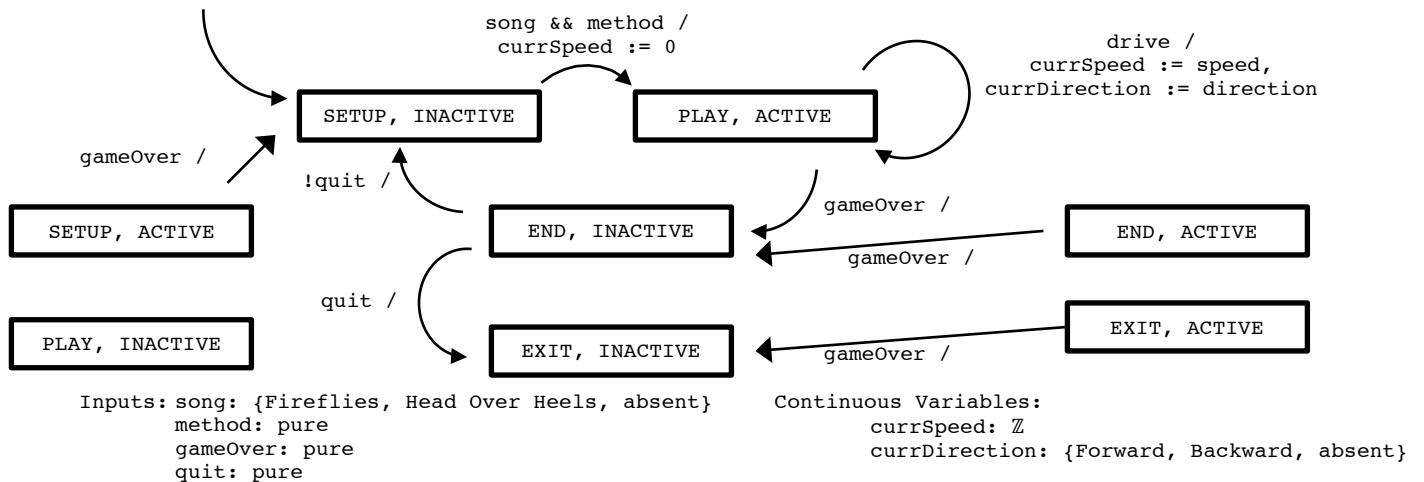 song && method /
currSpeed := 0
drive /
currSpeed := speed,
currDirection := direction
SETUP, INACTIVE
PLAY, ACTIVE
gameOver /
!quit /
gameOver /
SETUP, ACTIVE
END, INACTIVE
END, ACTIVE
gameOver /
quit /
PLAY, INACTIVE
EXIT, INACTIVE
EXIT, ACTIVE
gameOver /
Inputs: song: {Fireflies, Head Over Heels, absent}
method: pure
gameOver: pure
quit: pure
Continuous Variables:
currSpeed: ℤ
currDirection: {Forward, Backward, absent}